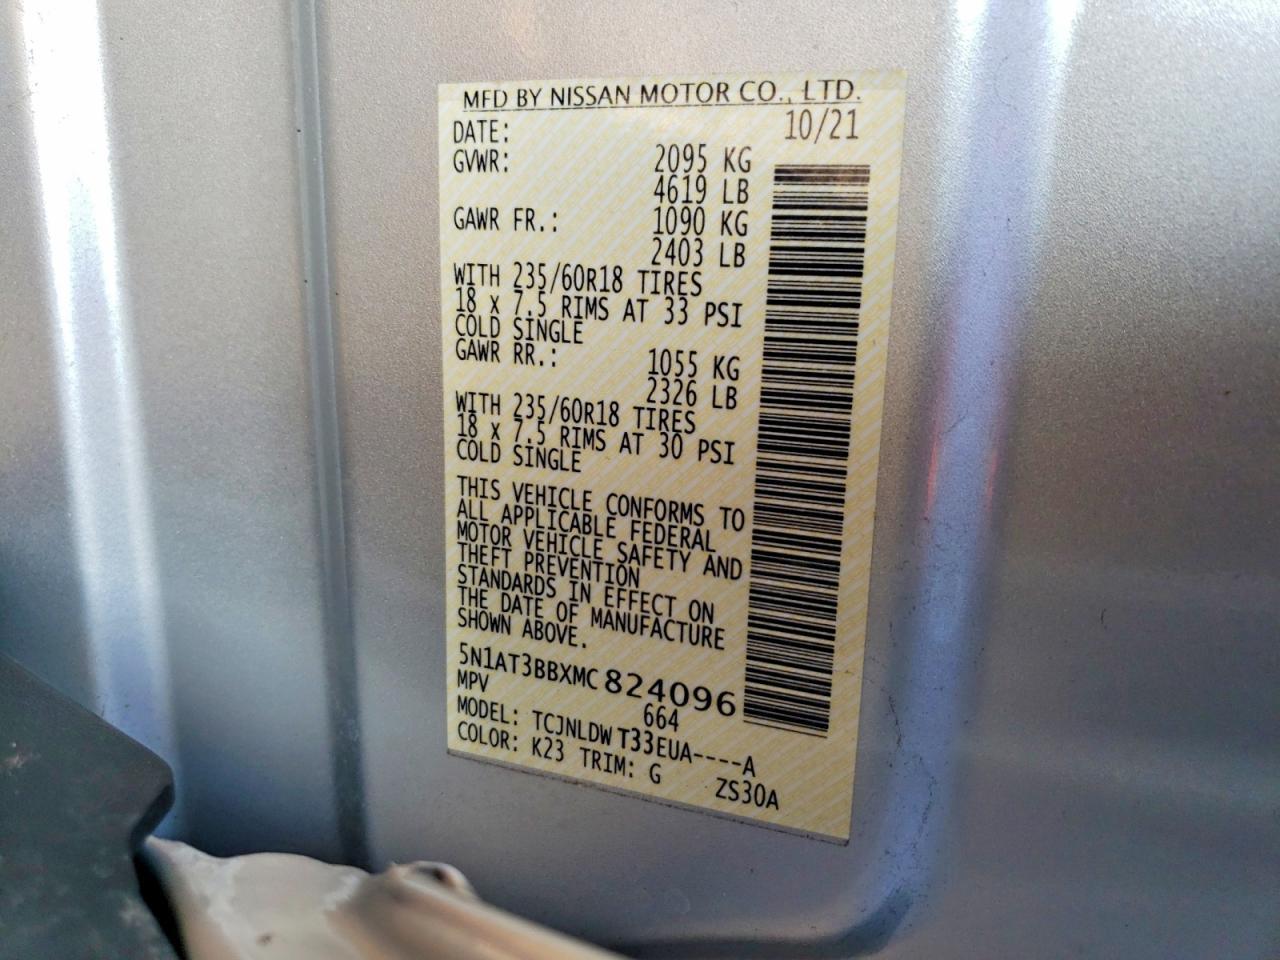 MFD BY NISSAN MOTOR CO., LTD.
DATE: 10/21
GVWR: 2095 KG
4619 LB
GAWR FR.: 1090 KG
2403 LB
WITH 235/60R18 TIRES
18 X 7.5 RIMS AT 33 PSI
COLD SINGLE
GAWR RR.: 1055 KG
2326 LB
WITH 235/60R18 TIRES
18 X 7.5 RIMS AT 30 PSI
COLD SINGLE
THIS VEHICLE CONFORMS TO
ALL APPLICABLE FEDERAL
MOTOR VEHICLE SAFETY AND
THEFT PREVENTION
STANDARDS IN EFFECT ON
THE DATE OF MANUFACTURE
SHOWN ABOVE.
5N1AT3BBXMC 824096
MPV 664
MODEL: TCJNLDW T33EUA----A
COLOR: K23 TRIM: G ZS30A